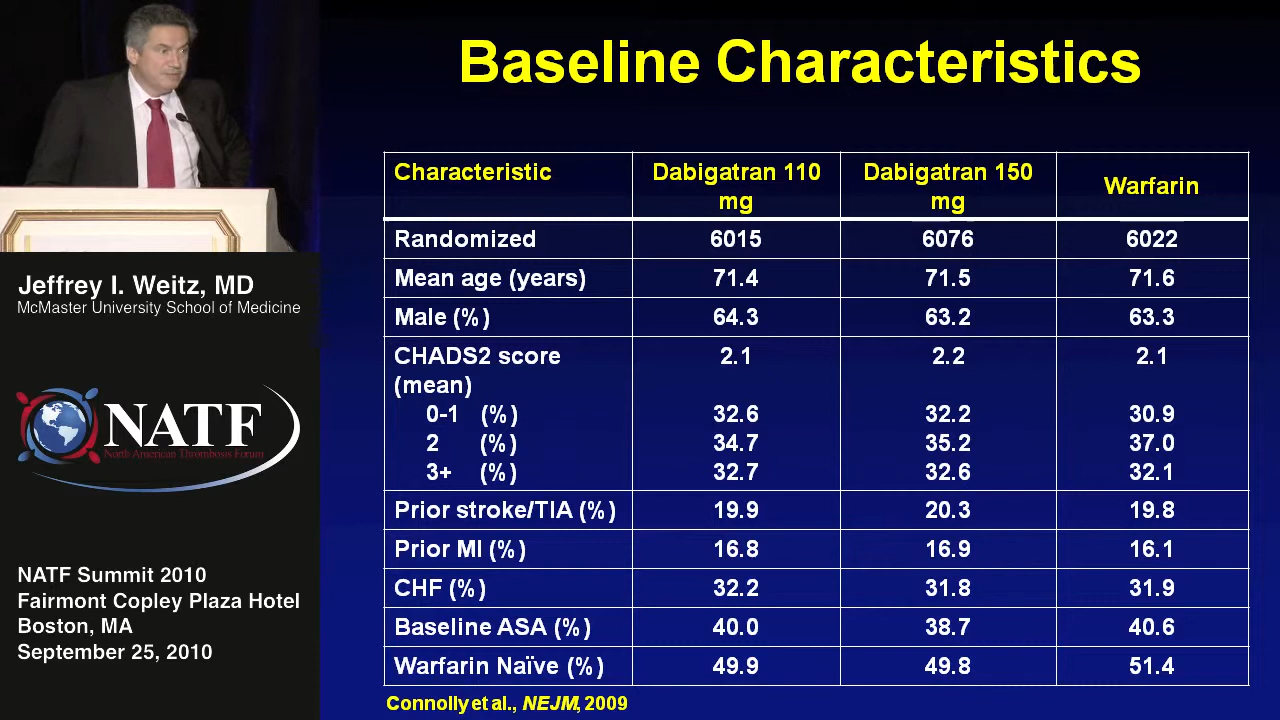 Baseline Characteristics
Characteristic Dabigatran 110 mg Dabigatran 150 mg Warfarin
Randomized 6015 6076 6022
Mean age (years) 71.4 71.5 71.6
Male (%) 64.3 63.2 63.3
CHADS2 score (mean) 2.1 2.2 2.1
0-1 (%) 32.6 32.2 30.9
2 (%) 34.7 35.2 37.0
3+ (%) 32.7 32.6 32.1
Prior stroke/TIA (%) 19.9 20.3 19.8
Prior MI (%) 16.8 16.9 16.1
CHF (%) 32.2 31.8 31.9
Baseline ASA (%) 40.0 38.7 40.6
Warfarin Naïve (%) 49.9 49.8 51.4
Connolly et al., NEJM, 2009
Jeffrey I. Weitz, MD
McMaster University School of Medicine
NATF
North American Thrombosis Forum
NATF Summit 2010
Fairmont Copley Plaza Hotel
Boston, MA
September 25, 2010